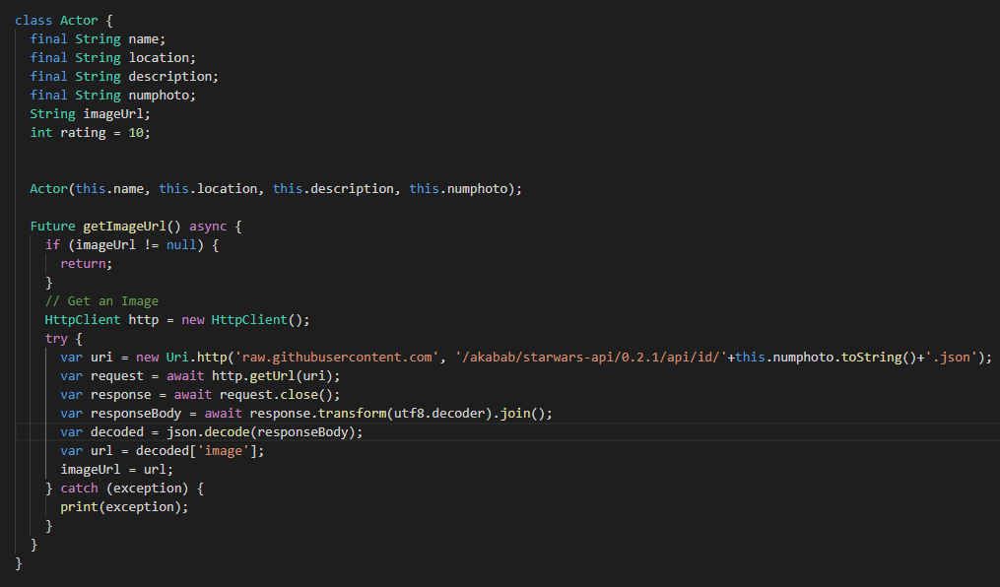 class Actor {
  final String name;
  final String location;
  final String description;
  final String numphoto;
  String imageUrl;
  int rating = 10;

  Actor(this.name, this.location, this.description, this.numphoto);

  Future getImageUrl() async {
    if (imageUrl != null) {
      return;
    }
    // Get an Image
    HttpClient http = new HttpClient();
    try {
      var uri = new Uri.http('raw.githubusercontent.com', '/akabab/starwars-api/0.2.1/api/id/'+this.numphoto.toString()+'.json');
      var request = await http.getUrl(uri);
      var response = await request.close();
      var responseBody = await response.transform(utf8.decoder).join();
      var decoded = json.decode(responseBody);
      var url = decoded['image'];
      imageUrl = url;
    } catch (exception) {
      print(exception);
    }
  }
}